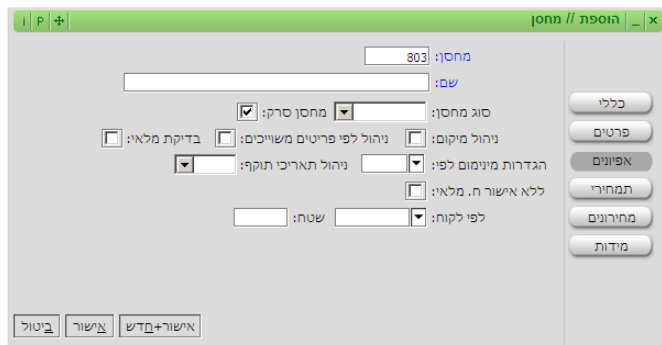 הוספת // מחסן
i P
מחסן: 803
שם:
סוג מחסן: מחסן סרק:
ניהול מיקום: ניהול לפי פריטים משוייכים: בדיקת מלאי:
הגדרות מינימום לפי: ניהול תאריכי תוקף:
ללא אישור ח. מלאי:
לפי לקוח: שטח:
כללי
פרטים
אפיונים
תמחירי
מחירונים
מידות
אישור+חדש אישור ביטול